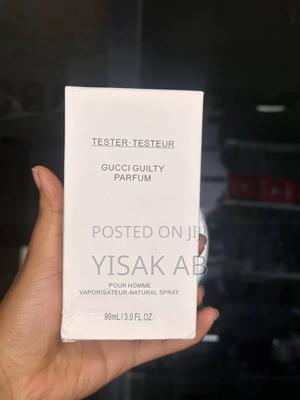 TESTER·TESTEUR
GUCCI GUILTY
PARFUM
POSTED ON JIJI
YISAK AB
POUR HOMME
VAPORISATEUR-NATURAL SPRAY
90mL/3.0 FL.OZ.